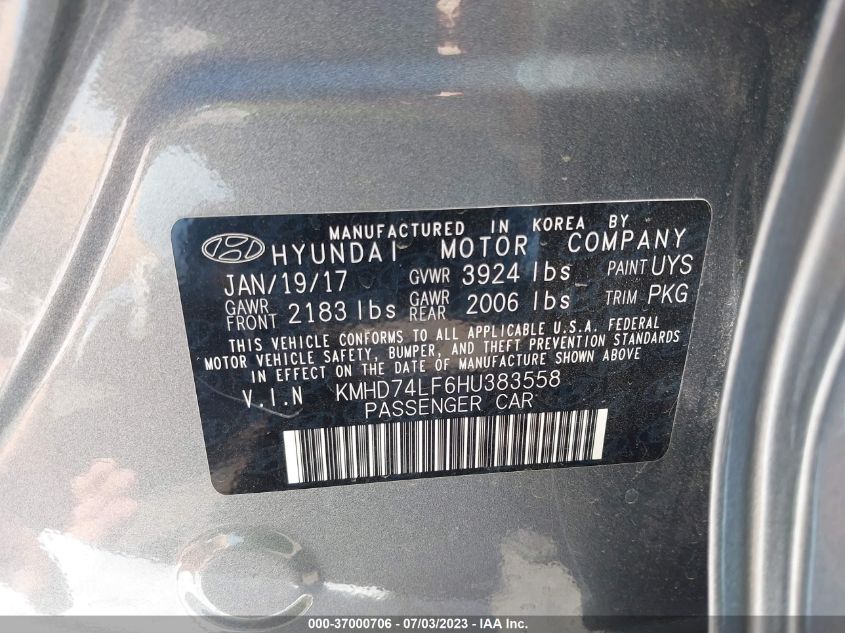 MANUFACTURED IN KOREA BY
HYUNDAI MOTOR COMPANY
JAN/19/17 GVWR 3924 lbs PAINT UYS
GAWR FRONT 2183 lbs GAWR REAR 2006 lbs TRIM PKG
THIS VEHICLE CONFORMS TO ALL APPLICABLE U.S.A. FEDERAL
MOTOR VEHICLE SAFETY, BUMPER, AND THEFT PREVENTION STANDARDS
IN EFFECT ON THE DATE OF MANUFACTURE SHOWN ABOVE
V.I.N KMHD74LF6HU383558
PASSENGER CAR
000-37000706 - 07/03/2023 - IAA Inc.